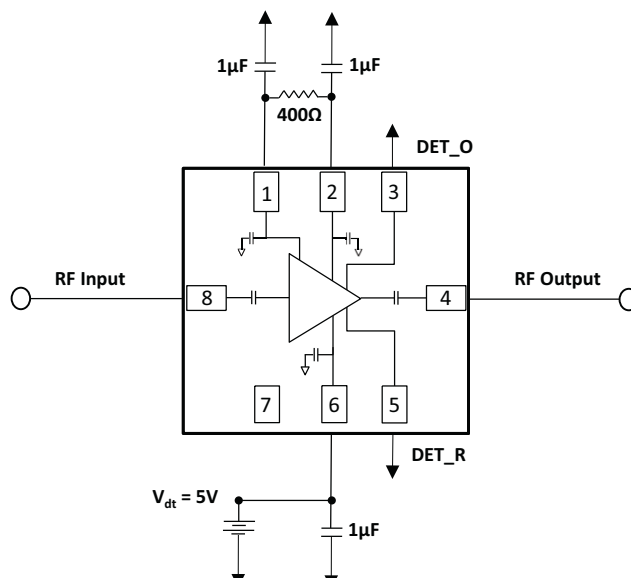 1µF
1µF
400Ω
DET_O
1
2
3
RF Input
8
4
RF Output
7
6
5
DET_R
Vdt = 5V
1µF